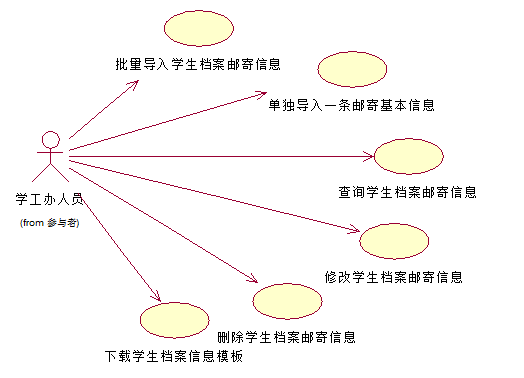 批量导入学生档案邮寄信息
单独导入一条邮寄基本信息
查询学生档案邮寄信息
学工办人员
(from 参与者)
修改学生档案邮寄信息
删除学生档案邮寄信息
下载学生档案信息模板